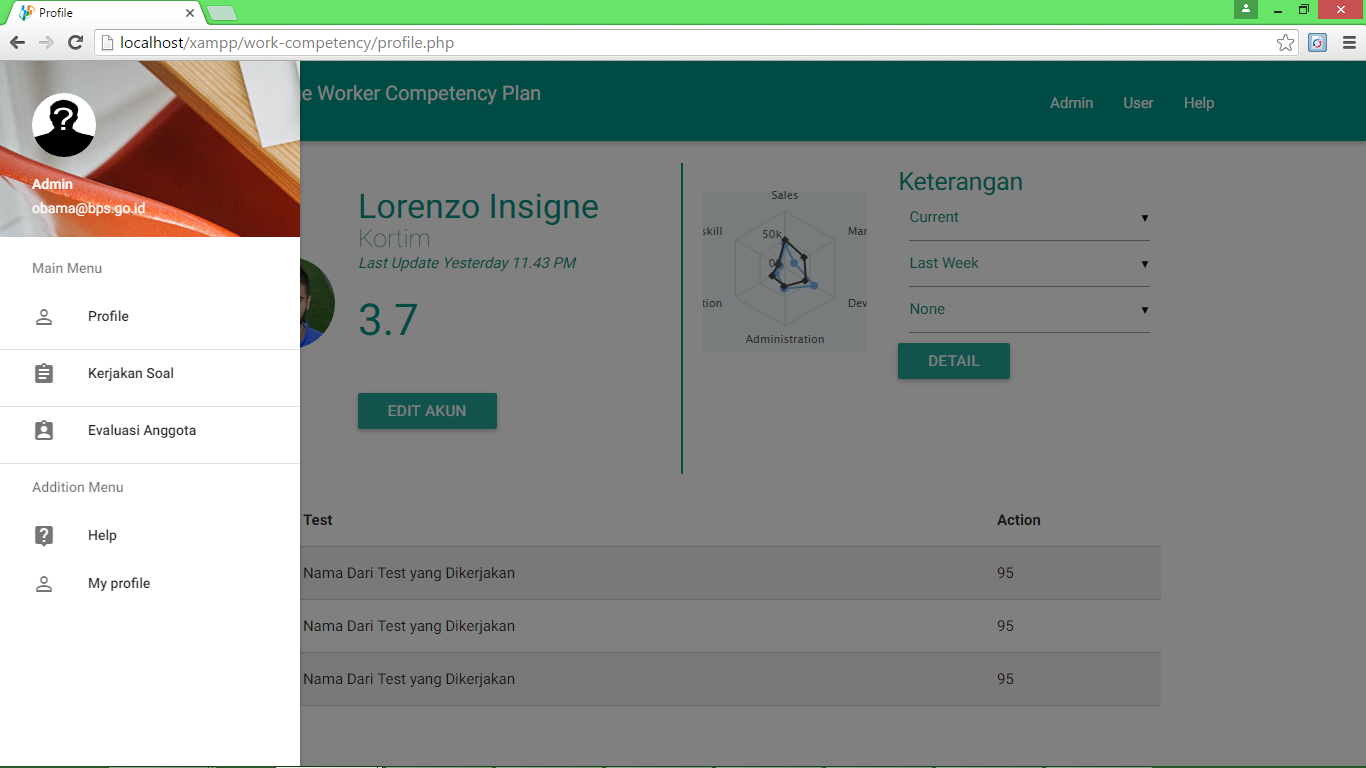 Profile
localhost/xampp/work-competency/profile.php
e Worker Competency Plan
Admin
User
Help
Admin
obama@bps.go.id
Main Menu
Profile
Kerjakan Soal
Evaluasi Anggota
Addition Menu
Help
My profile
Lorenzo Insigne
Kortim
Last Update Yesterday 11.43 PM
3.7
EDIT AKUN
Sales
skill
50k
Mar
0
tion
Dev
Administration
Keterangan
Current
Last Week
None
DETAIL
Test
Action
Nama Dari Test yang Dikerjakan
95
Nama Dari Test yang Dikerjakan
95
Nama Dari Test yang Dikerjakan
95